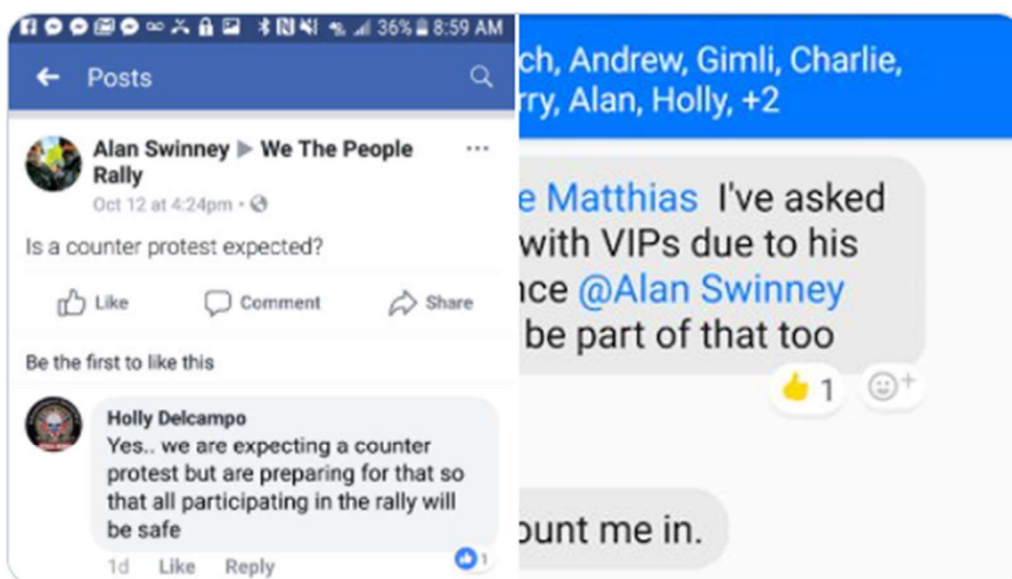 36% 8:59 AM
Posts
Alan Swinney ▶ We The People
Rally
Oct 12 at 4:24pm •
Is a counter protest expected?
Like Comment Share
Be the first to like this
Holly Delcampo
Yes.. we are expecting a counter
protest but are preparing for that so
that all participating in the rally will
be safe
1d Like Reply 1
ch, Andrew, Gimli, Charlie,
rry, Alan, Holly, +2
e Matthias I've asked
with VIPs due to his
nce @Alan Swinney
be part of that too
1
ount me in.